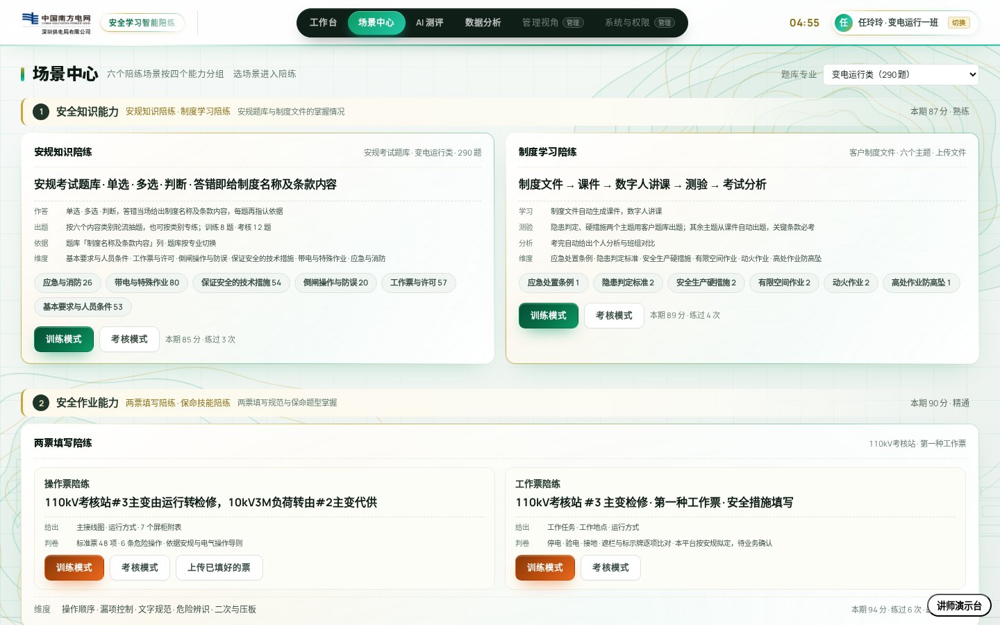 中国南方电网
CHINA SOUTHERN POWER GRID
深圳供电局有限公司
安全学习智能陪练
工作台 场景中心 AI 测评 数据分析 管理视角 管理 系统与权限 管理
04:55
任 任玲玲 · 变电运行一班 切换
场景中心 六个陪练场景按四个能力分组 选场景进入陪练
题库专业 变电运行类（290 题）
1 安全知识能力 安规知识陪练 · 制度学习陪练 安规题库与制度文件的掌握情况 本期 87 分 · 熟练
安规知识陪练 安规考试题库 · 变电运行类 · 290 题
安规考试题库 · 单选 · 多选 · 判断 · 答错即给制度名称及条款内容
作答 单选 · 多选 · 判断，答错当场给出制度名称及条款内容，每题再指认依据
出题 按六个内容类别轮流抽题，也可按类别专练；训练 8 题 · 考核 12 题
依据 题库「制度名称及条款内容」列 · 题库按专业切换
维度 基本要求与人员条件 · 工作票与许可 · 倒闸操作与防误 · 保证安全的技术措施 · 带电与特殊作业 · 应急与消防
应急与消防 26 带电与特殊作业 80 保证安全的技术措施 54 倒闸操作与防误 20 工作票与许可 57
基本要求与人员条件 53
训练模式 考核模式 本期 85 分 · 练过 3 次
制度学习陪练 客户制度文件 · 六个主题 · 上传文件
制度文件 → 课件 → 数字人讲课 → 测验 → 考试分析
学习 制度文件自动生成课件，数字人讲课
测验 隐患判定、硬措施两个主题用客户题库出题；其余主题从课件自动出题，关键条款必考
分析 考完自动给出个人分析与班组对比
维度 应急处置条例 · 隐患判定标准 · 安全生产硬措施 · 有限空间作业 · 动火作业 · 高处作业防高坠
应急处置条例 1 隐患判定标准 2 安全生产硬措施 2 有限空间作业 2 动火作业 2 高处作业防高坠 1
训练模式 考核模式 本期 89 分 · 练过 4 次
2 安全作业能力 两票填写陪练 · 保命技能陪练 两票填写规范与保命题型掌握 本期 90 分 · 精通
两票填写陪练 110kV考核站 · 第一种工作票
操作票陪练
110kV考核站#3主变由运行转检修，10kV3M负荷转由#2主变代供
给出 主接线图 · 运行方式 · 7 个屏柜附表
判卷 标准票 48 项 · 6 条危险操作 · 依据安规与电气操作导则
训练模式 考核模式 上传已填好的票
工作票陪练
110kV考核站 #3 主变检修 · 第一种工作票 · 安全措施填写
给出 工作任务 · 工作地点 · 运行方式
判卷 停电 · 验电 · 接地 · 遮栏与标示牌逐项比对 · 本平台按安规拟定，待业务确认
训练模式 考核模式
维度 操作顺序 · 漏项控制 · 文字规范 · 危险辨识 · 二次与压板 本期 94 分 · 练过 6 次 ·
讲师演示台